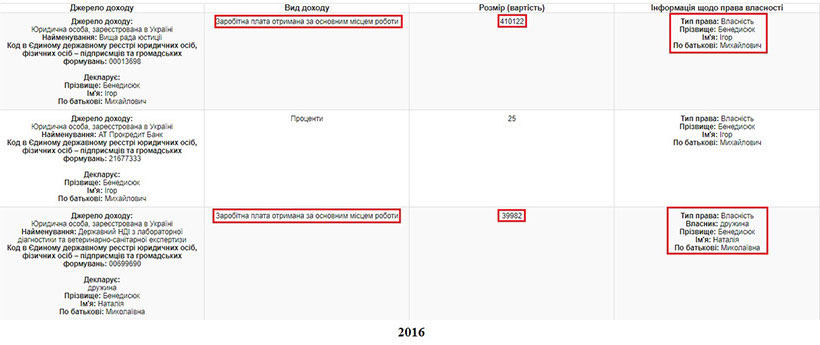 Джерело доходу	Вид доходу	Розмір (вартість)	Інформація щодо права власності
Джерело доходу:
Юридична особа, зареєстрована в Україні
Найменування: Вища рада юстиції
Код в Єдиному державному реєстрі юридичних осіб,
фізичних осіб – підприємців та громадських
формувань: 00013698
Декларує:
Прізвище: Бенедисюк
Ім'я: Ігор
По батькові: Михайлович
Заробітна плата отримана за основним місцем роботи
410122
Тип права: Власність
Прізвище: Бенедисюк
Ім'я: Ігор
По батькові: Михайлович
Джерело доходу:
Юридична особа, зареєстрована в Україні
Найменування: АТ Прокредит Банк
Код в Єдиному державному реєстрі юридичних осіб,
фізичних осіб – підприємців та громадських
формувань: 21677333
Декларує:
Прізвище: Бенедисюк
Ім'я: Ігор
По батькові: Михайлович
Проценти
25
Тип права: Власність
Прізвище: Бенедисюк
Ім'я: Ігор
По батькові: Михайлович
Джерело доходу:
Юридична особа, зареєстрована в Україні
Найменування: Державний НДІ з лабораторної
діагностики та ветеринарно-санітарної експертизи
Код в Єдиному державному реєстрі юридичних осіб,
фізичних осіб – підприємців та громадських
формувань: 00699690
Декларує:
дружина
Прізвище: Бенедисюк
Ім'я: Наталія
По батькові: Миколаївна
Заробітна плата отримана за основним місцем роботи
39982
Тип права: Власність
Власник: дружина
Прізвище: Бенедисюк
Ім'я: Наталія
По батькові: Миколаївна
2016